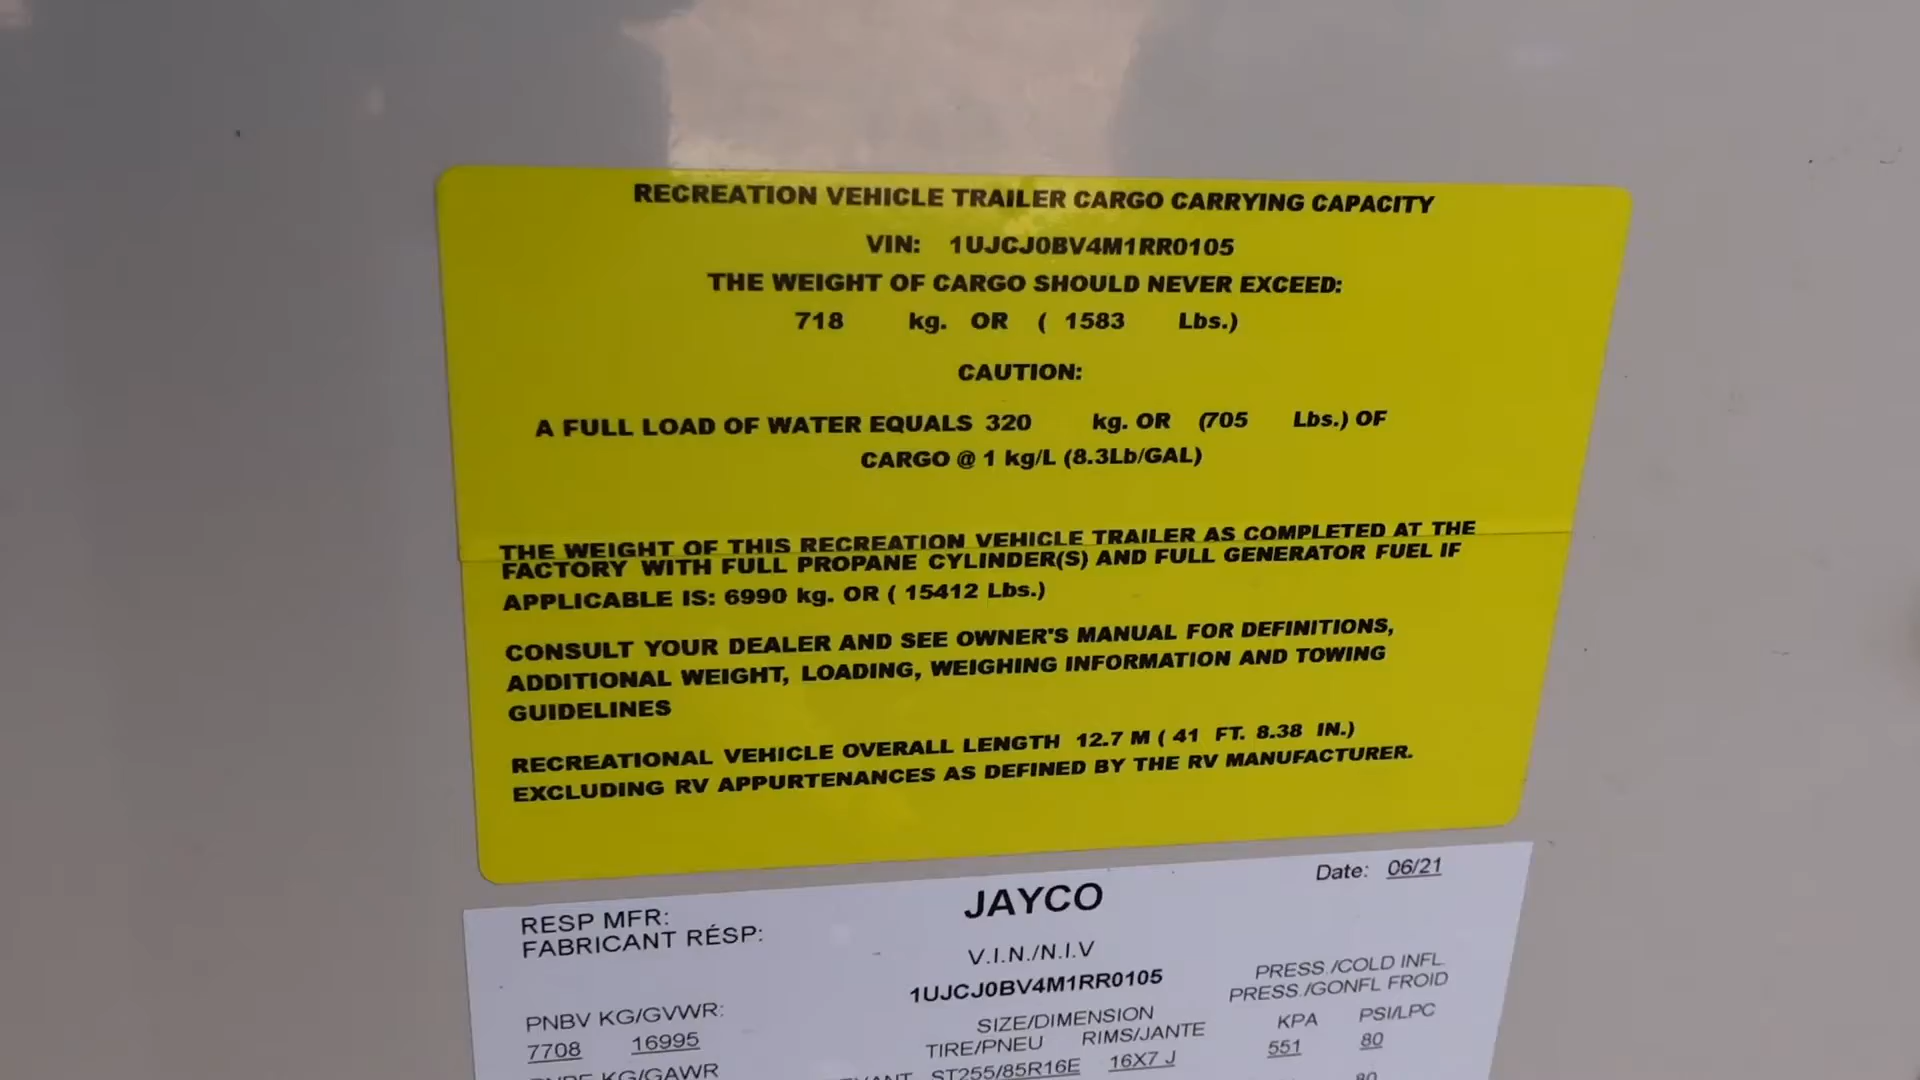 RECREATION VEHICLE TRAILER CARGO CARRYING CAPACITY
VIN: 1UJCJ0BV4M1RR0105
THE WEIGHT OF CARGO SHOULD NEVER EXCEED:
718 kg. OR ( 1583 Lbs.)
CAUTION:
A FULL LOAD OF WATER EQUALS 320 kg. OR (705 Lbs.) OF
CARGO @ 1 kg/L (8.3Lb/GAL)
THE WEIGHT OF THIS RECREATION VEHICLE TRAILER AS COMPLETED AT THE
FACTORY WITH FULL PROPANE CYLINDER(S) AND FULL GENERATOR FUEL IF
APPLICABLE IS: 6990 kg. OR ( 15412 Lbs.)
CONSULT YOUR DEALER AND SEE OWNER'S MANUAL FOR DEFINITIONS,
ADDITIONAL WEIGHT, LOADING, WEIGHING INFORMATION AND TOWING
GUIDELINES
RECREATIONAL VEHICLE OVERALL LENGTH 12.7 M ( 41 FT. 8.38 IN.)
EXCLUDING RV APPURTENANCES AS DEFINED BY THE RV MANUFACTURER.
Date: 06/21
JAYCO
RESP MFR:
FABRICANT RÉSP:
V.I.N./N.I.V
1UJCJ0BV4M1RR0105
PRESS./COLD INFL
PRESS./GONFL FROID
PNBV KG/GVWR:
7708 16995
SIZE/DIMENSION
TIRE/PNEU RIMS/JANTE
KPA PSI/LPC
551 80
ST255/85R16E 16X7 J
KG/GAWR
80